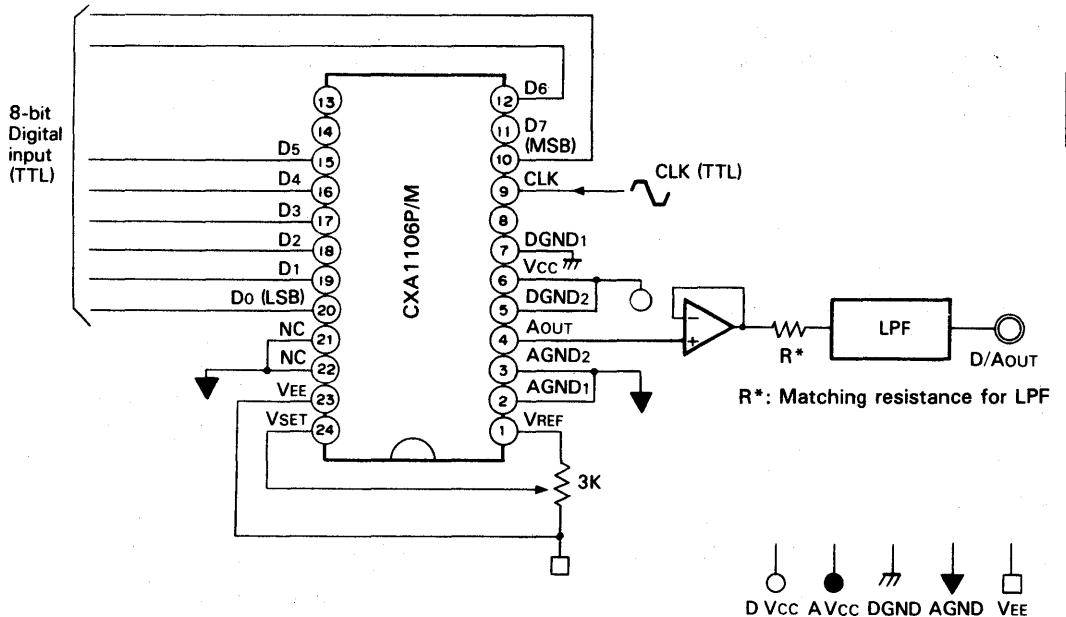 8-bit
Digital
input
(TTL)
D5
D4
D3
D2
D1
D0 (LSB)
NC
NC
VEE
VSET
13
14
15
16
17
18
19
20
21
22
23
24
CXA1106P/M
12
11
10
9
8
7
6
5
4
3
2
1
D6
D7
(MSB)
CLK
DGND1
VCC
DGND2
AOUT
AGND2
AGND1
VREF
CLK (TTL)
3K
−
+
R*
LPF
D/AOUT
R*: Matching resistance for LPF
D VCC AVCC DGND AGND VEE